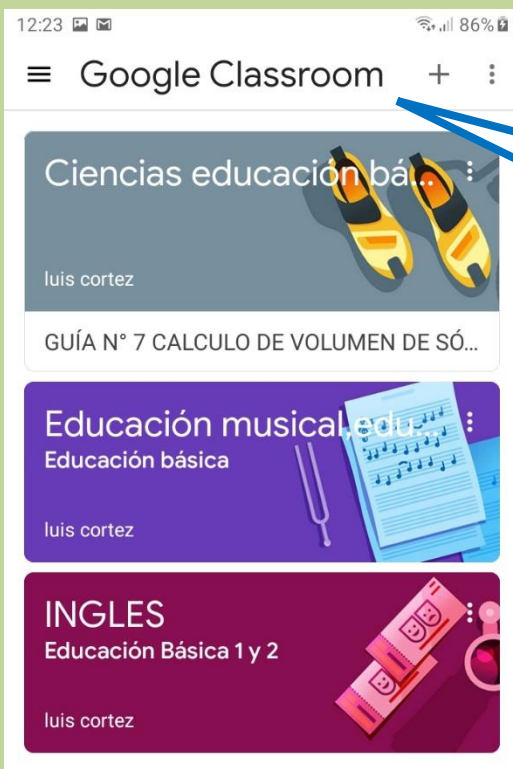 12:23 86%
Google Classroom
Ciencias educación bá...
luis cortez
GUÍA N° 7 CALCULO DE VOLUMEN DE SÓ...
Educación musical,edu...
Educación básica
luis cortez
INGLES
Educación Básica 1 y 2
luis cortez